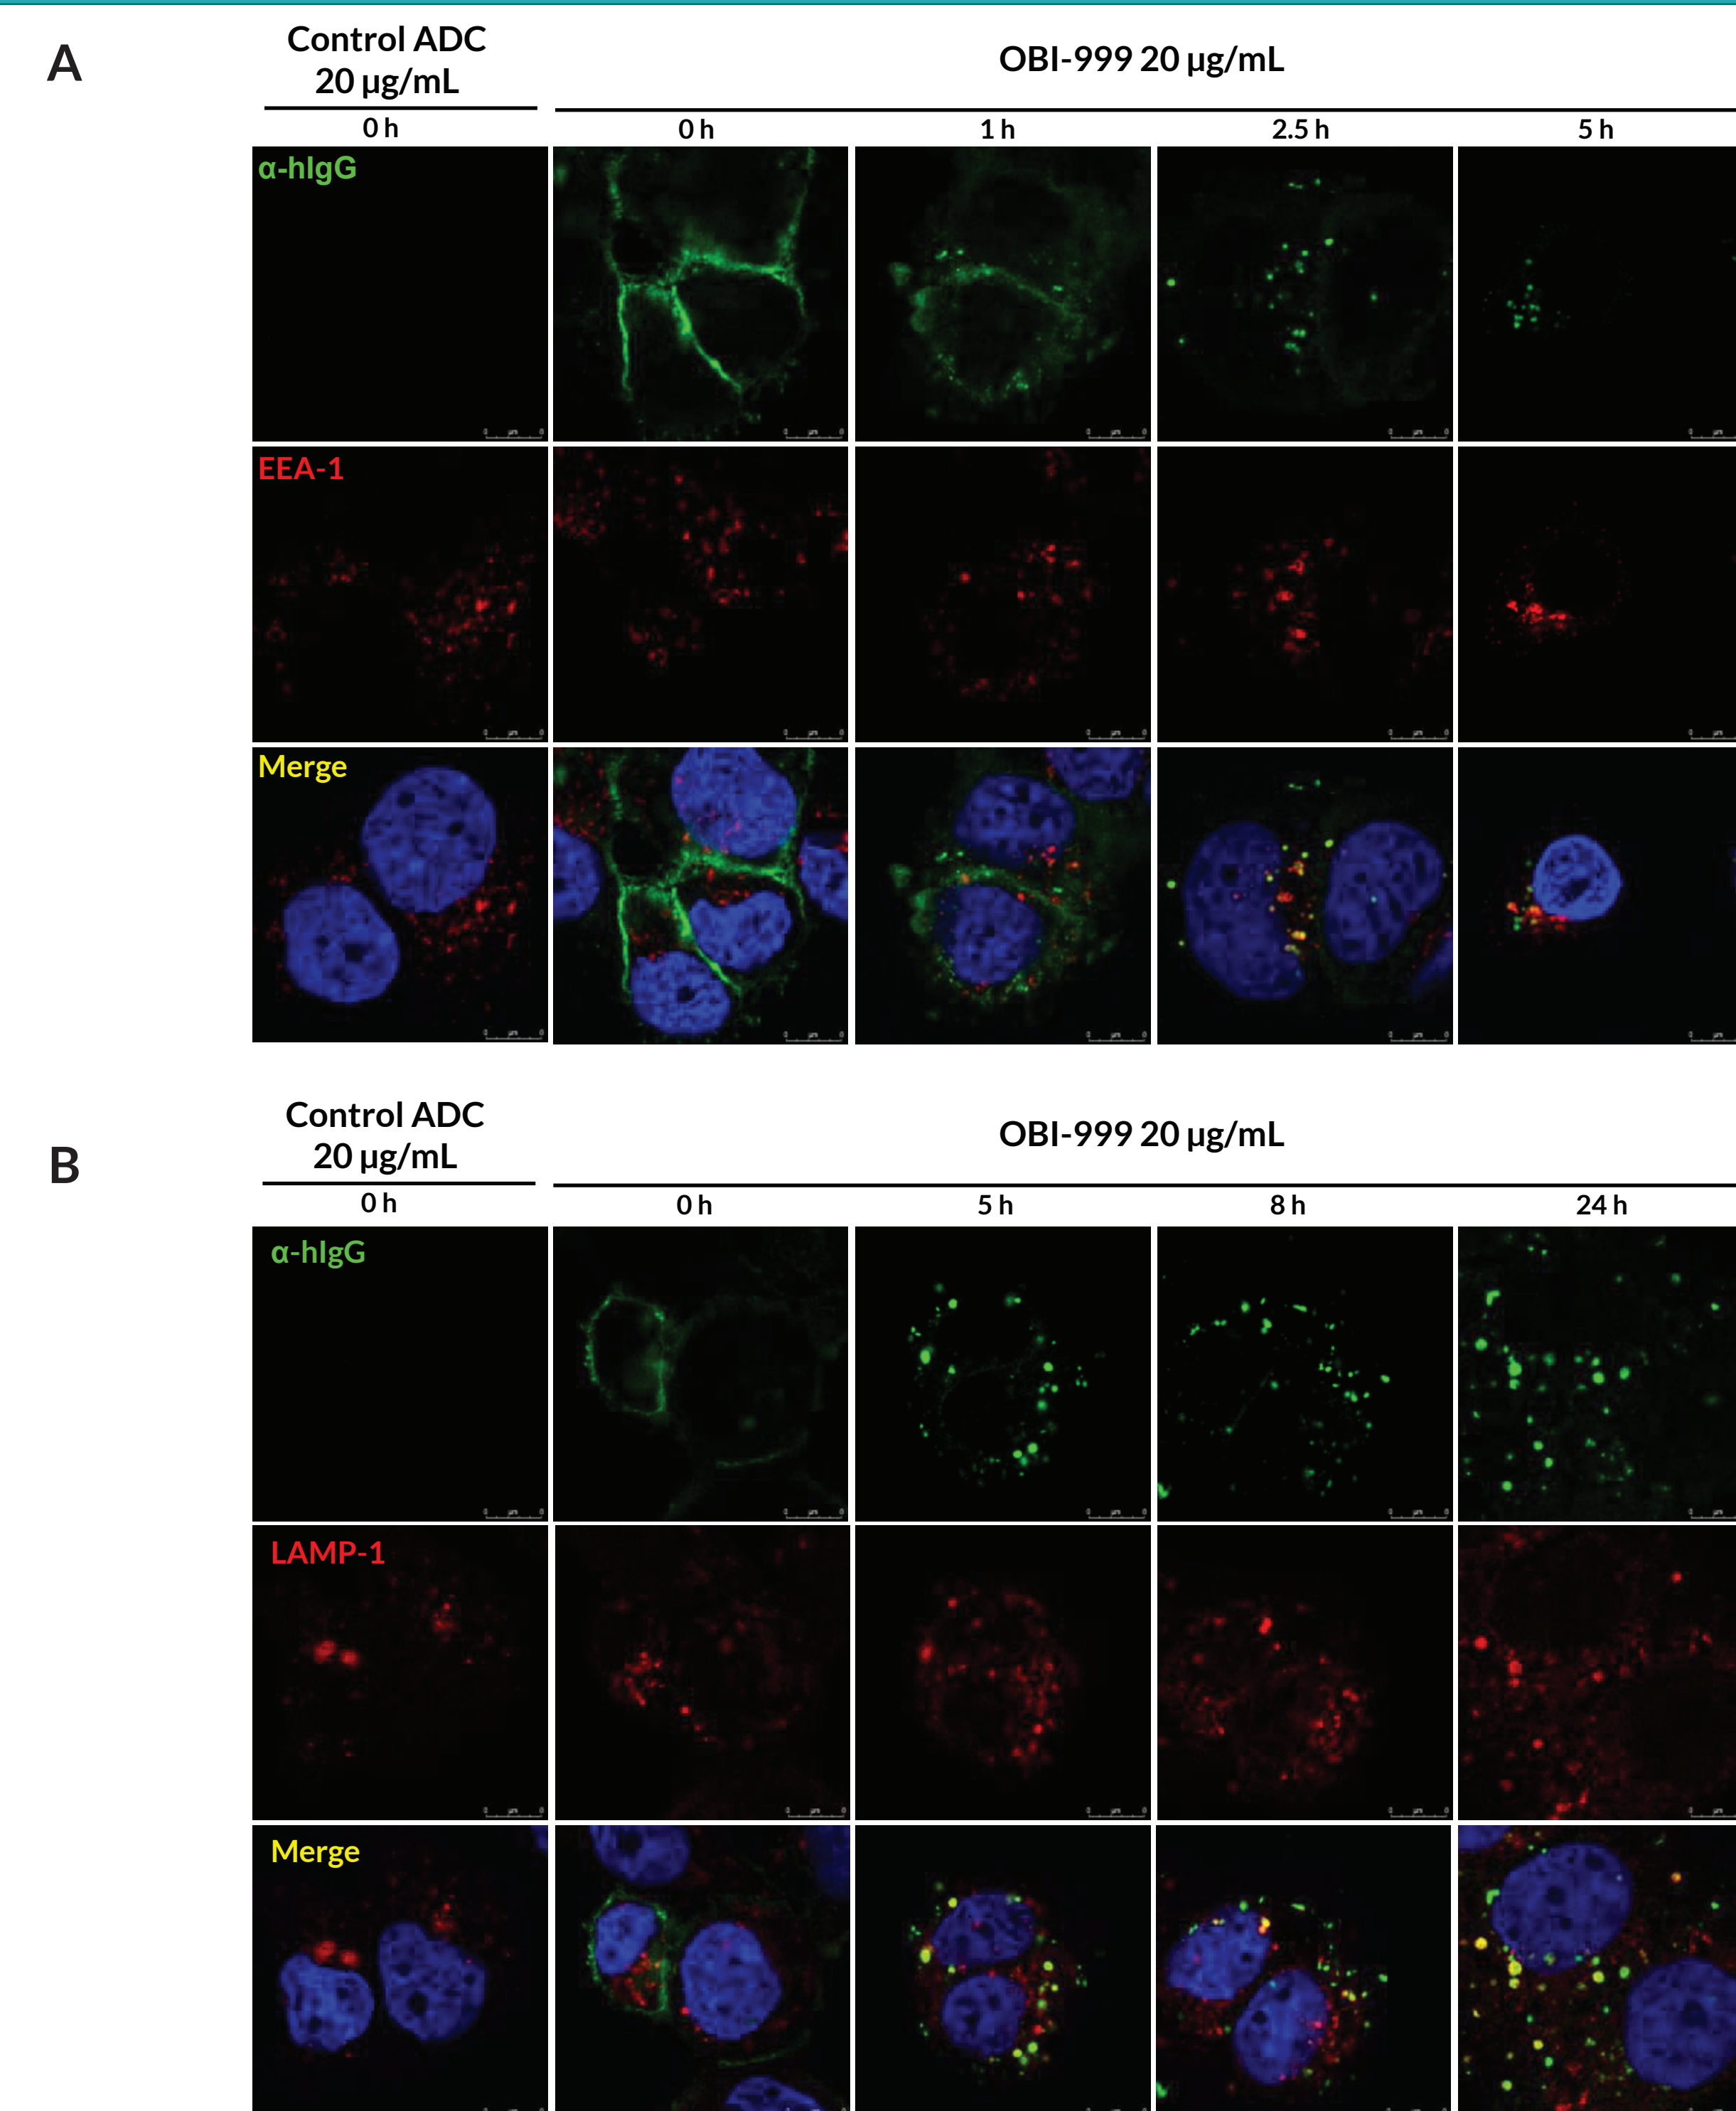 A
Control ADC
20 µg/mL
OBI-999 20 µg/mL
0 h
0 h
1 h
2.5 h
5 h
α-hIgG
EEA-1
Merge
B
Control ADC
20 µg/mL
OBI-999 20 µg/mL
0 h
0 h
5 h
8 h
24 h
α-hIgG
LAMP-1
Merge